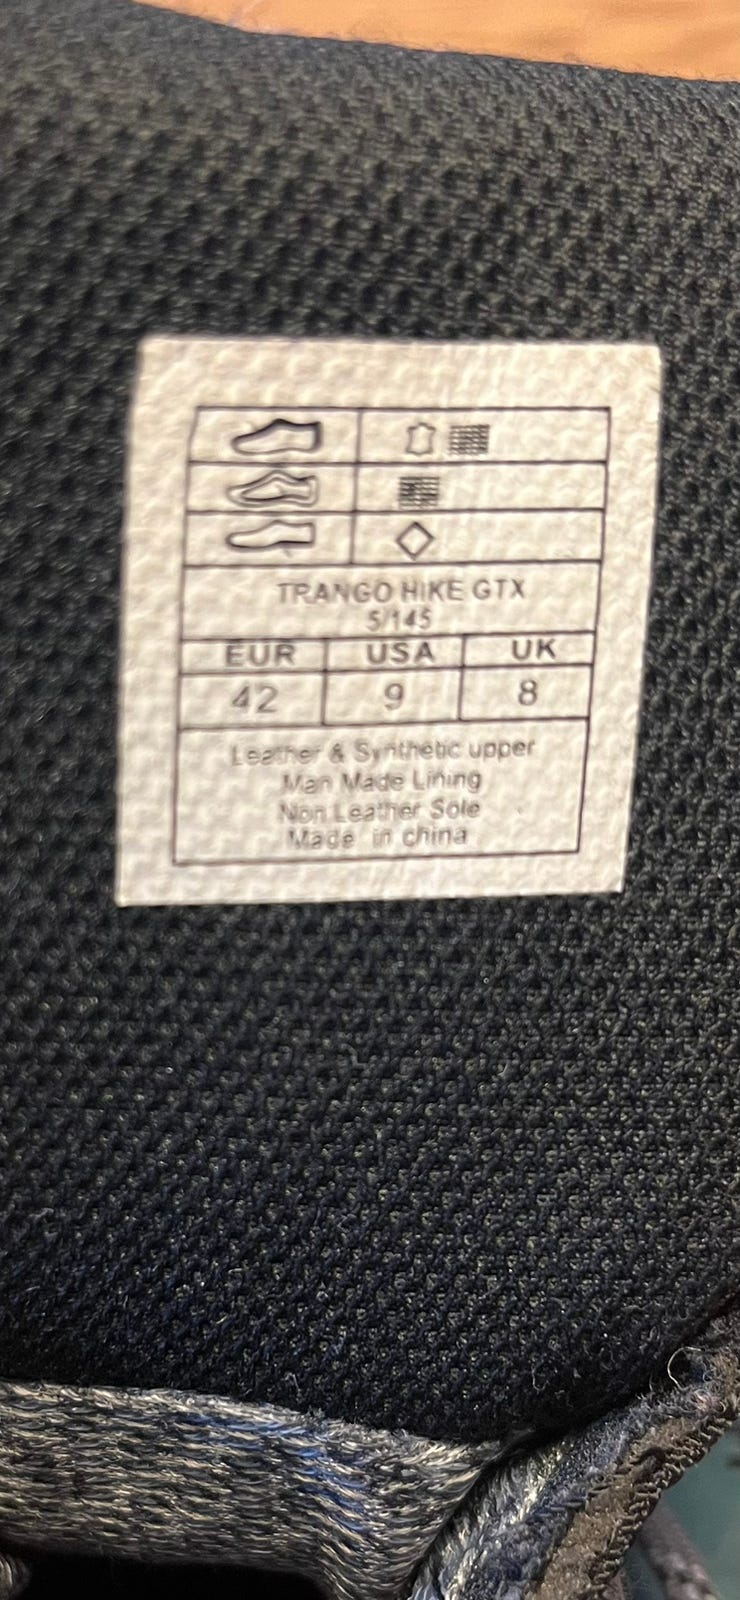 TRANGO HIKE GTX
5/145
EUR USA UK
42 9 8
Leather & Synthetic upper
Man Made Lining
Non Leather Sole
Made in china